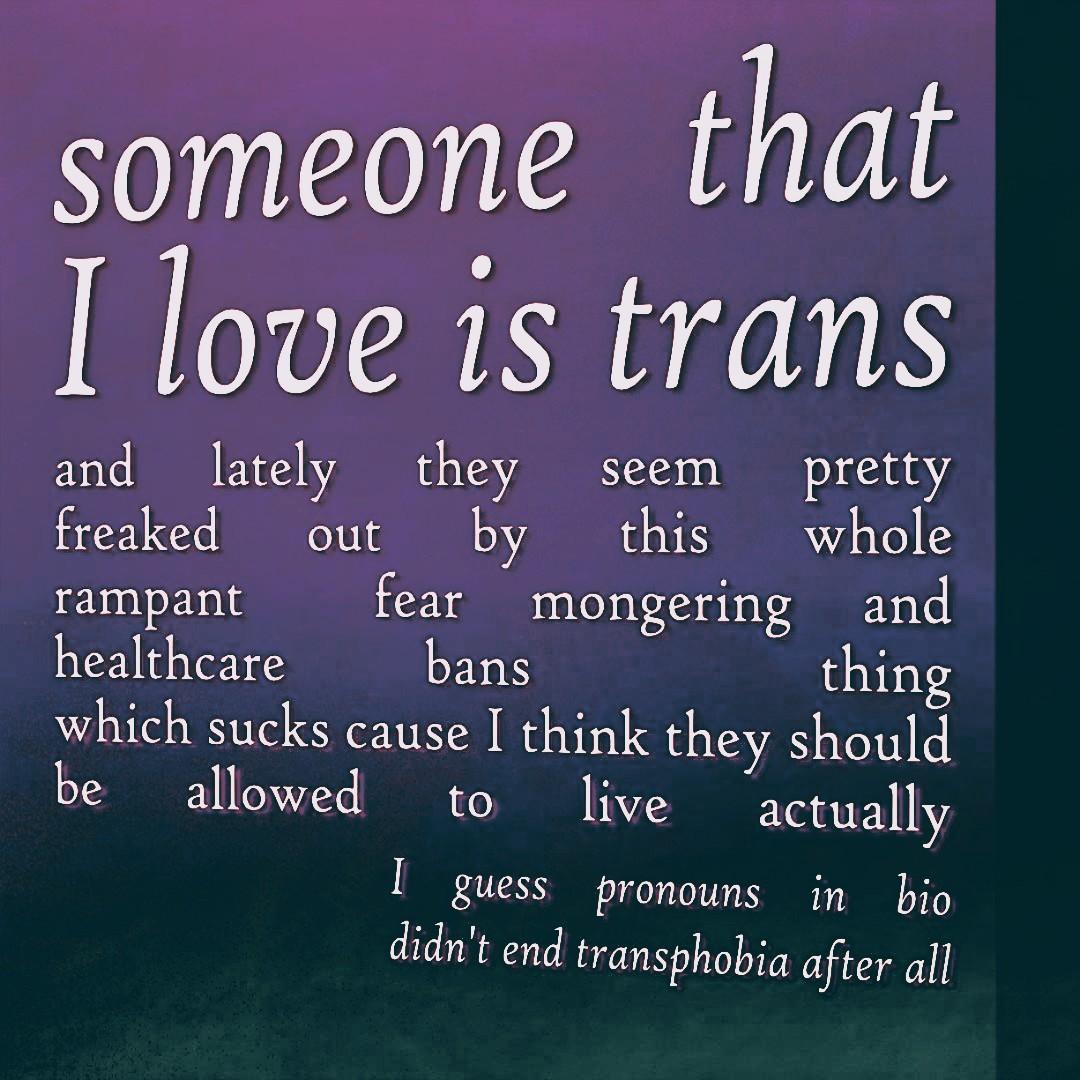 someone that
I love is trans
and lately they seem pretty
freaked out by this whole
rampant fear mongering and
healthcare bans thing
which sucks cause I think they should
be allowed to live actually
I guess pronouns in bio
didn't end transphobia after all